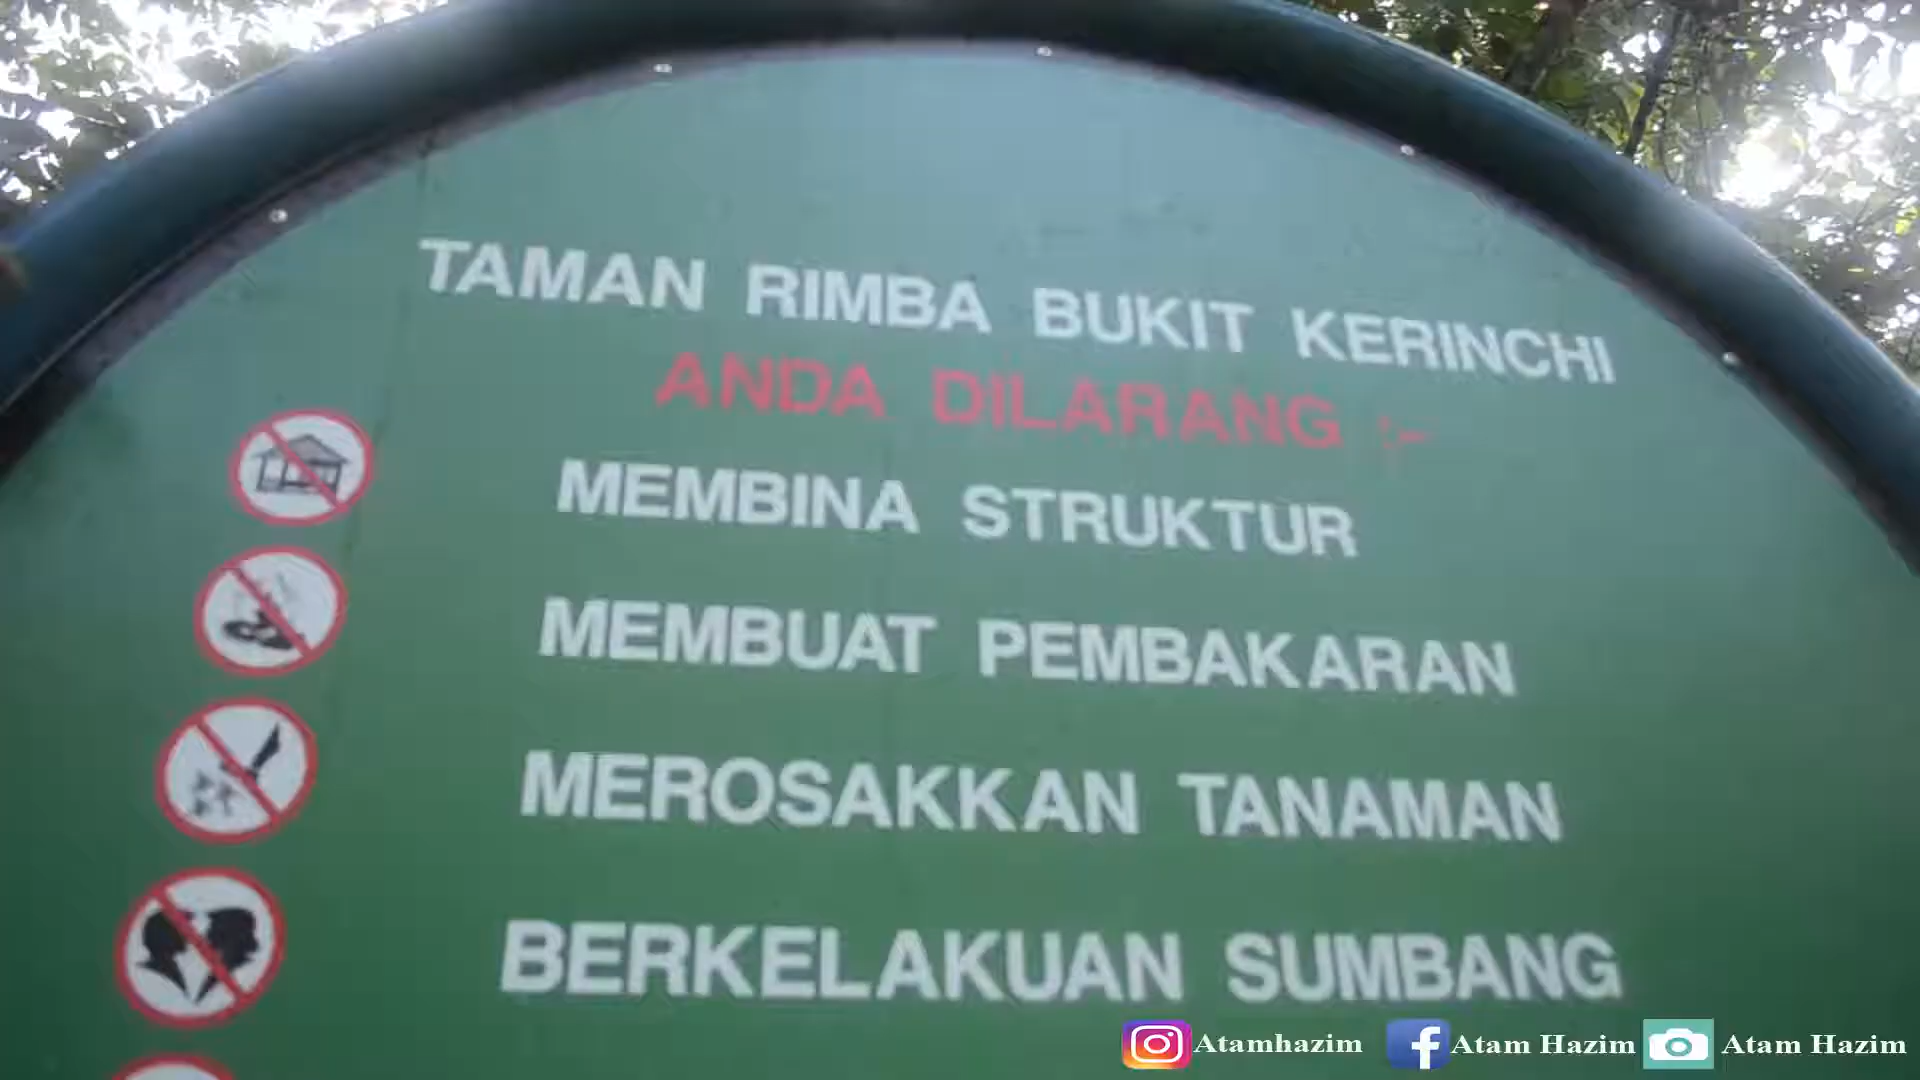 TAMAN RIMBA BUKIT KERINCHI
ANDA DILARANG :-
MEMBINA STRUKTUR
MEMBUAT PEMBAKARAN
MEROSAKKAN TANAMAN
BERKELAKUAN SUMBANG
Atamhazim Atam Hazim Atam Hazim